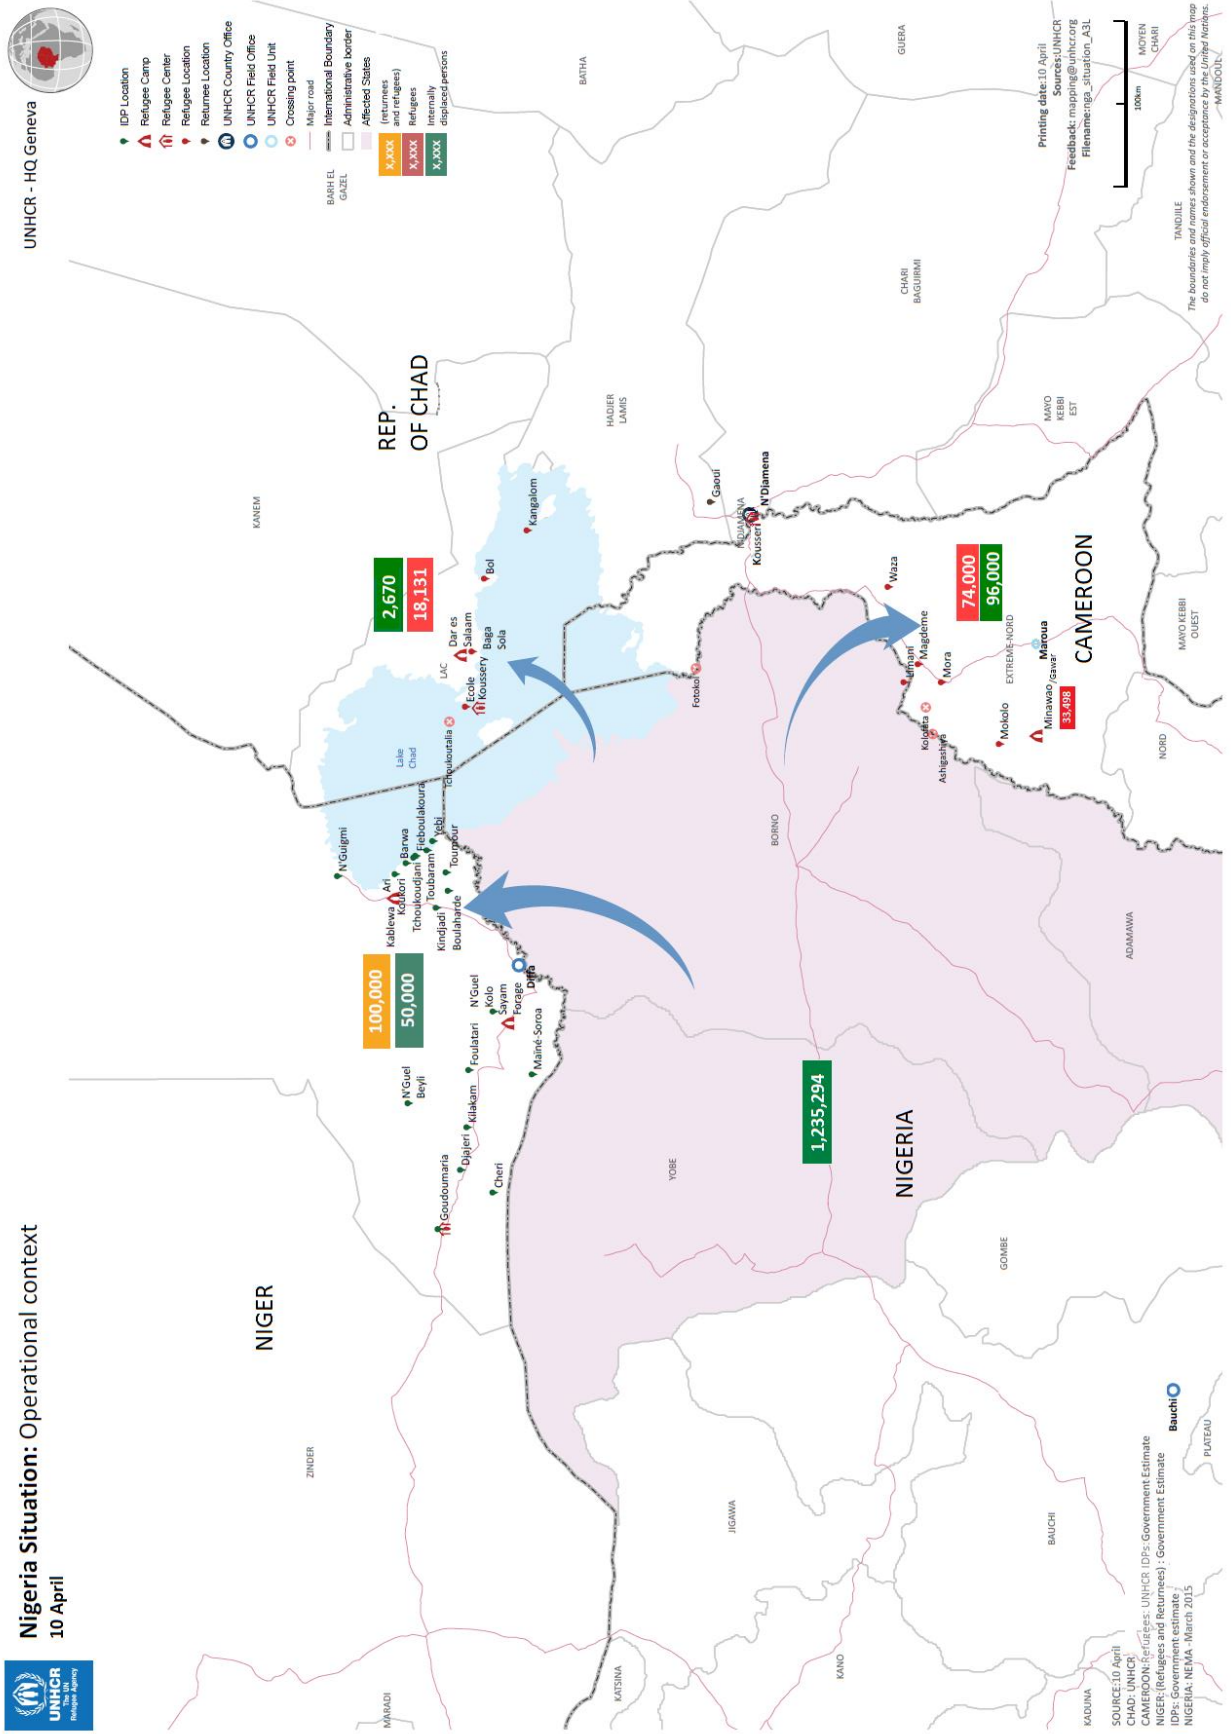 UNHCR
The UN
Refugee Agency
Nigeria Situation: Operational context
10 April
UNHCR - HQ Geneva
IDP Location
Refugee Camp
Refugee Center
Refugee Location
Returnee Location
UNHCR Country Office
UNHCR Field Office
UNHCR Field Unit
Crossing point
Major road
International Boundary
Administrative border
Affected States
X,XXX
(returnees
and refugees)
X,XXX
Refugees
X,XXX
Internally
displaced persons
BARH EL
GAZEL
BATHA
GUERA
KANEM
NIGER
ZINDER
MARADI
REP.
OF CHAD
2,670
18,131
100,000
50,000
N'Guigmi
Lake
Chad
LAC
Dar es
Salaam
Bol
Baga
Sola
Kangalom
Ecole
Koussery
Tchoukoutalia
Kablewa
Ari
Koukori
Barwa
Tchoukoudjani
Fieboulakoura
Toubaram
Yebi
Toumour
Kindjadi
Boulaharde
N'Guel
Beyli
N'Guel
Kolo
Sayam
Forage
Diffa
Foulatari
Mainé-Soroa
Kilakam
Djajeri
Goudoumaria
Cheri
HADJER
LAMIS
Gaoui
NDJAMENA
N'Djamena
Kousseri
CHARI
BAGUIRMI
Fotokol
Waza
BORNO
Limani
Magdeme
Mora
Kolofata
Ashigashiya
74,000
96,000
EXTREME-NORD
CAMEROON
Maroua
Mokolo
Minawao
/Gawar
33,498
MAYO
KEBBI
EST
MAYO KEBBI
OUEST
NORD
TANDJILE
MOYEN
CHARI
MANDOUL
YOBE
1,235,294
NIGERIA
ADAMAWA
GOMBE
JIGAWA
BAUCHI
Bauchi
PLATEAU
KATSINA
KANO
KADUNA
SOURCE:10 April
CHAD: UNHCR
CAMEROON:Refugees: UNHCR IDPs:Government Estimate
NIGER:(Refugees and Returnees) : Government Estimate
IDPs: Government estimate ;
NIGERIA: NEMA - March 2015
Printing date:10 April
Sources:UNHCR
Feedback: mapping@unhcr.org
Filename:nga_situation_A3L
100km
The boundaries and names shown and the designations used on this map
do not imply official endorsement or acceptance by the United Nations.